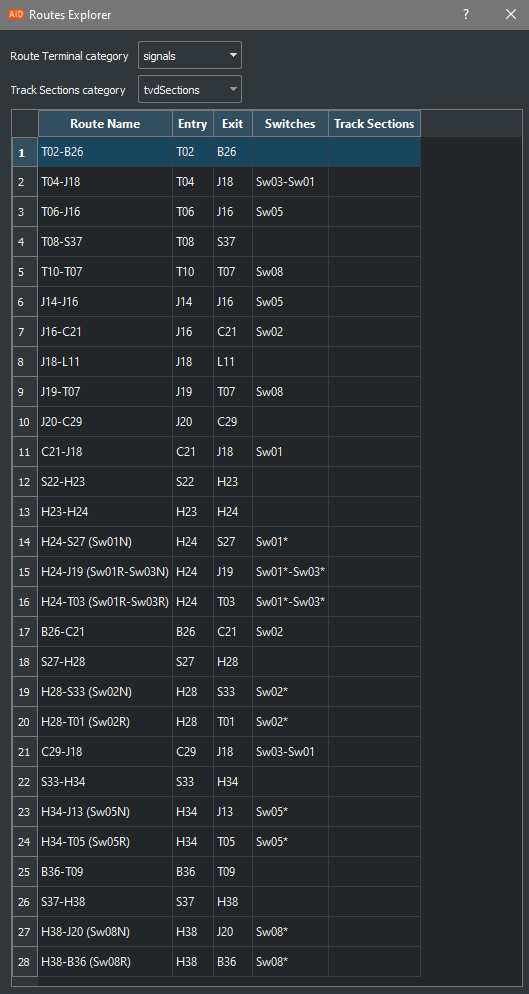 AiD Routes Explorer ? ✕
Route Terminal category signals
Track Sections category tvdSections
Route Name Entry Exit Switches Track Sections
1 T02-B26 T02 B26
2 T04-J18 T04 J18 Sw03-Sw01
3 T06-J16 T06 J16 Sw05
4 T08-S37 T08 S37
5 T10-T07 T10 T07 Sw08
6 J14-J16 J14 J16 Sw05
7 J16-C21 J16 C21 Sw02
8 J18-L11 J18 L11
9 J19-T07 J19 T07 Sw08
10 J20-C29 J20 C29
11 C21-J18 C21 J18 Sw01
12 S22-H23 S22 H23
13 H23-H24 H23 H24
14 H24-S27 (Sw01N) H24 S27 Sw01*
15 H24-J19 (Sw01R-Sw03N) H24 J19 Sw01*-Sw03*
16 H24-T03 (Sw01R-Sw03R) H24 T03 Sw01*-Sw03*
17 B26-C21 B26 C21 Sw02
18 S27-H28 S27 H28
19 H28-S33 (Sw02N) H28 S33 Sw02*
20 H28-T01 (Sw02R) H28 T01 Sw02*
21 C29-J18 C29 J18 Sw03-Sw01
22 S33-H34 S33 H34
23 H34-J13 (Sw05N) H34 J13 Sw05*
24 H34-T05 (Sw05R) H34 T05 Sw05*
25 B36-T09 B36 T09
26 S37-H38 S37 H38
27 H38-J20 (Sw08N) H38 J20 Sw08*
28 H38-B36 (Sw08R) H38 B36 Sw08*